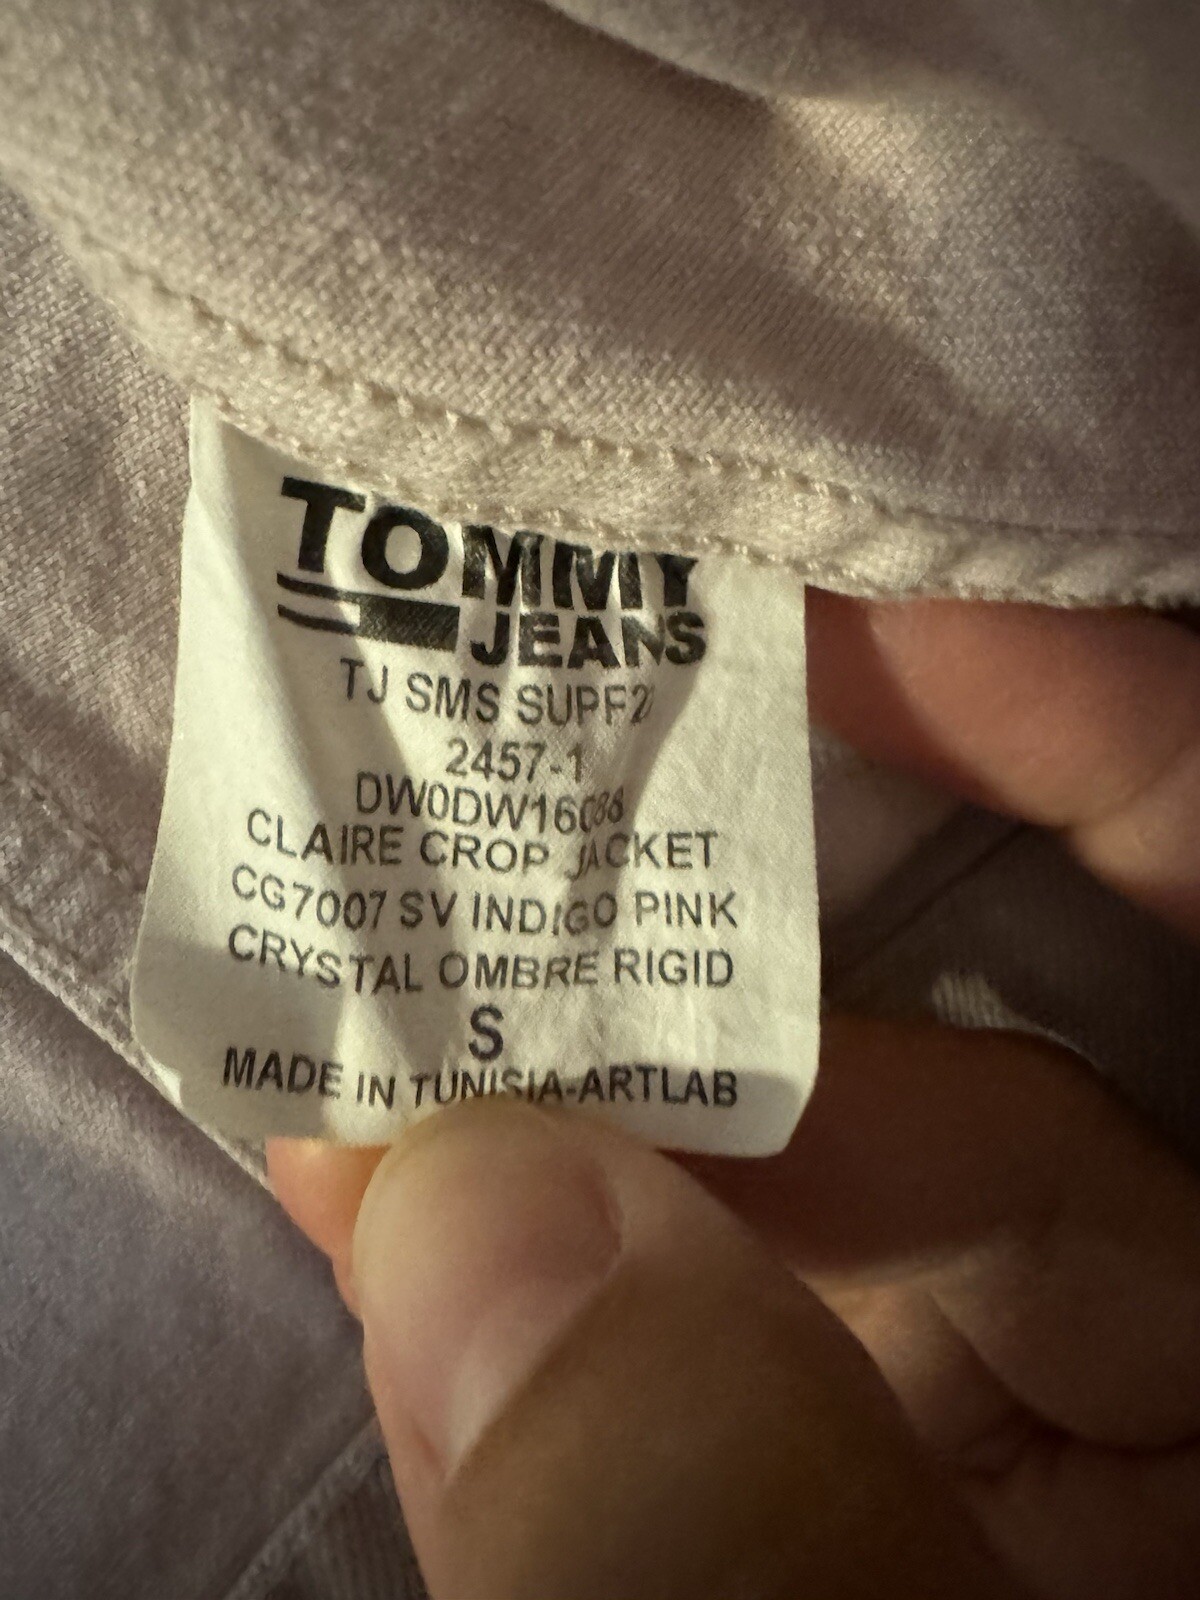 TOMMY
JEANS
TJ SMS
2457-1
CLAIRE CROP JACKET
CG7007 SV INDIGO PINK
CRYSTAL OMBRE RIGID
S
MADE IN TUNISIA-ARTLAB